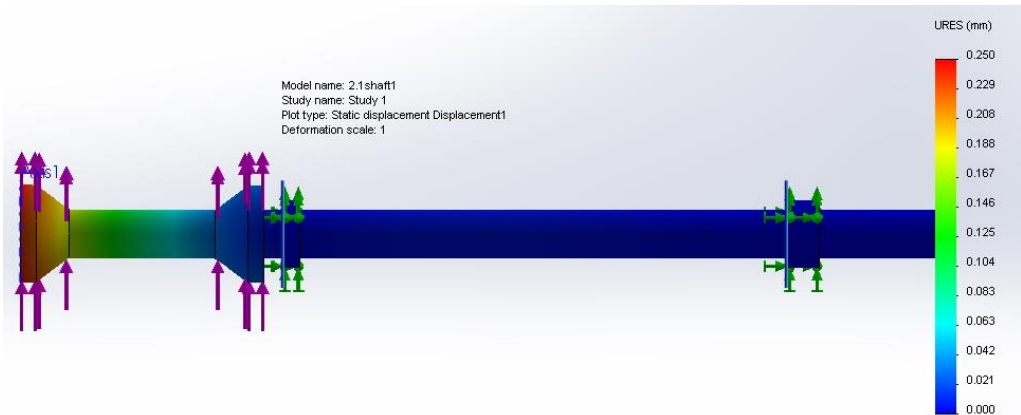 URES (mm)
Model name: 2.1shaft1
Study name: Study 1
Plot type: Static displacement Displacement1
Deformation scale: 1
0.250
0.229
0.208
0.188
0.167
0.146
0.125
0.104
0.083
0.063
0.042
0.021
0.000